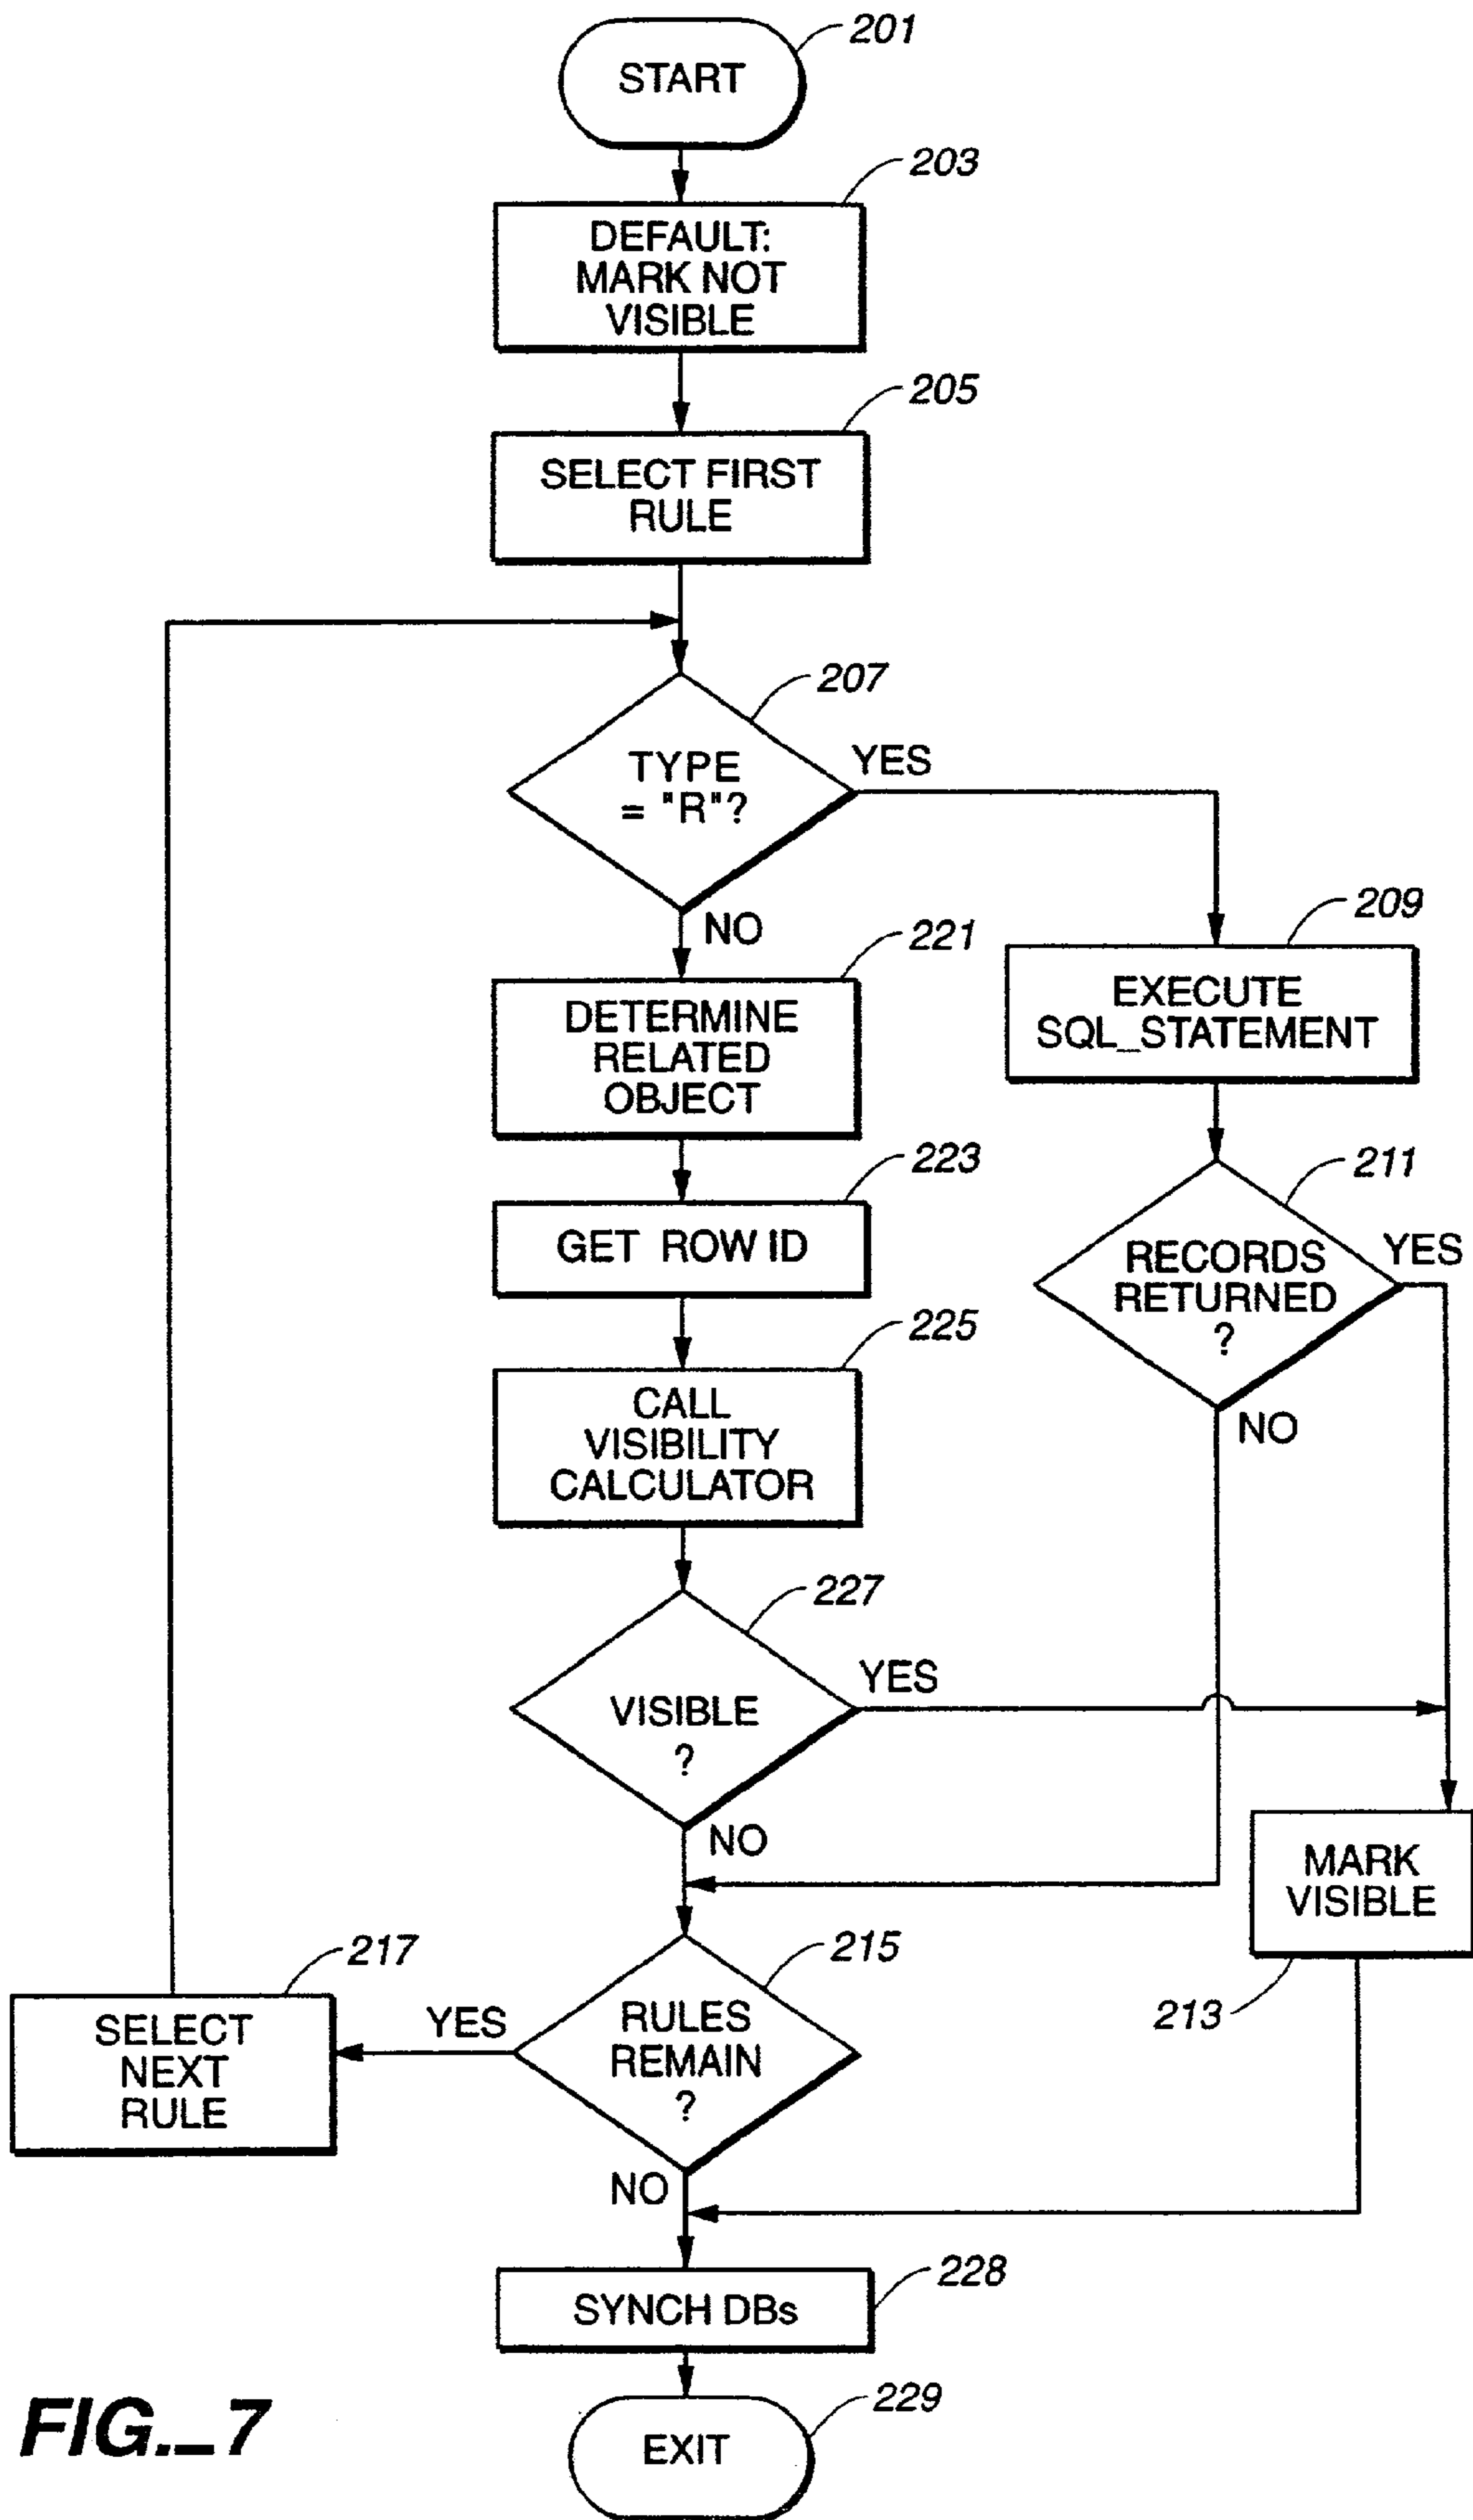 201
START
203
DEFAULT:
MARK NOT
VISIBLE
205
SELECT FIRST
RULE
207
TYPE
= "R"?
YES
NO
209
EXECUTE
SQL_STATEMENT
221
DETERMINE
RELATED
OBJECT
211
RECORDS
RETURNED
?
YES
NO
223
GET ROW ID
225
CALL
VISIBILITY
CALCULATOR
227
VISIBLE
?
YES
NO
MARK
VISIBLE
213
215
RULES
REMAIN
?
YES
NO
217
SELECT
NEXT
RULE
228
SYNCH DBs
229
EXIT
FIG._7